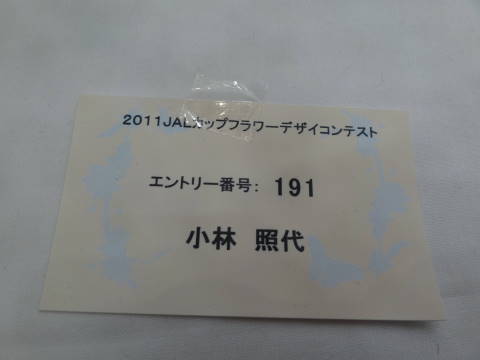 2011JALカップフラワーデザイコンテスト
エントリー番号: 191
小林 照代